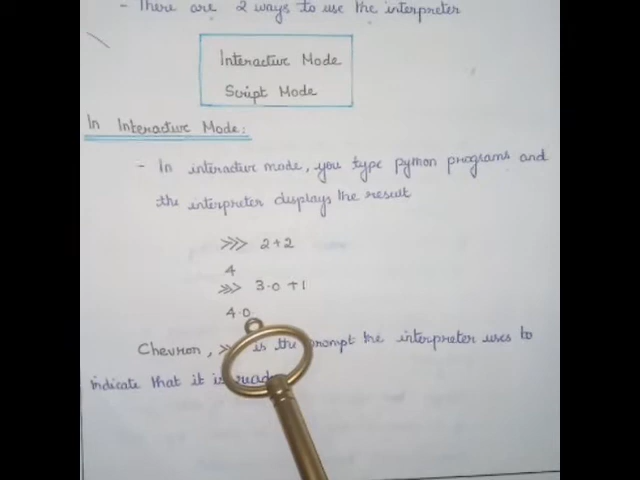 - There are 2 ways to use the interpreter
Interactive Mode
Script Mode
In Interactive Mode:
- In interactive mode, you type python programs and
the interpreter displays the result
>>> 2+2
4
>>> 3.0 +1
4.0
Chevron, is the prompt the interpreter uses to
indicate that it is